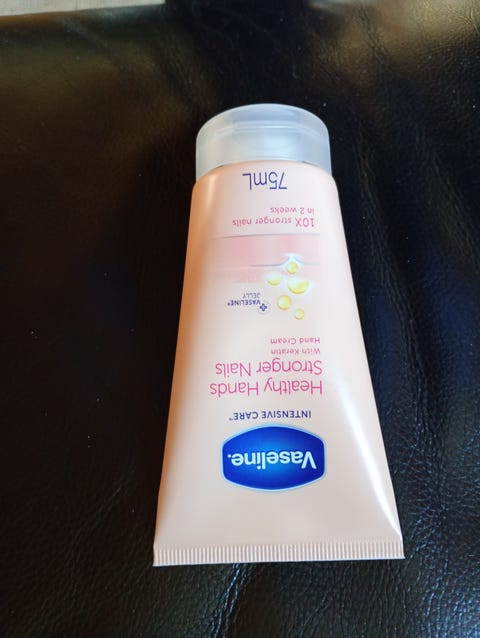 Vaseline.
INTENSIVE CARE™
Healthy Hands
Stronger Nails
With Keratin
Hand Cream
VASELINE®
JELLY
10X stronger nails
in 2 weeks
75mL